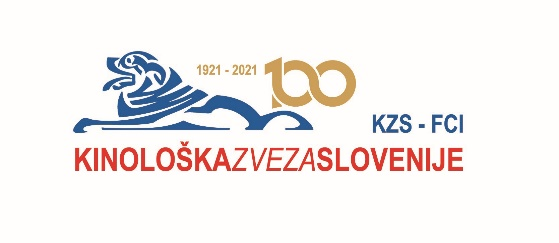 1921 - 2021 100
KZS - FCI
KINOLOŠKAZVEZASLOVENIJE